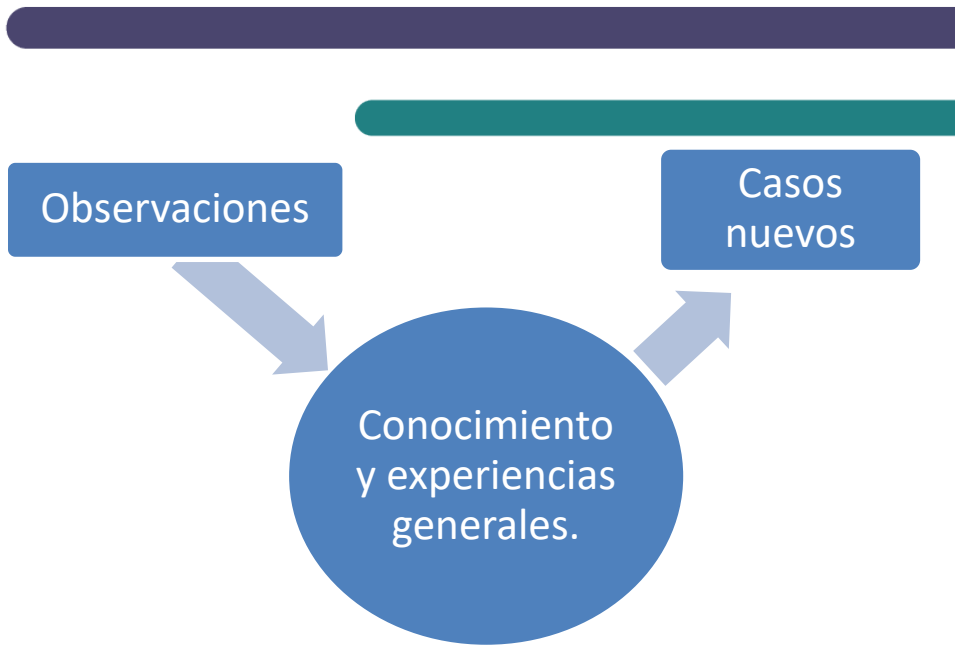 Observaciones
Casos
nuevos
Conocimiento
y experiencias
generales.